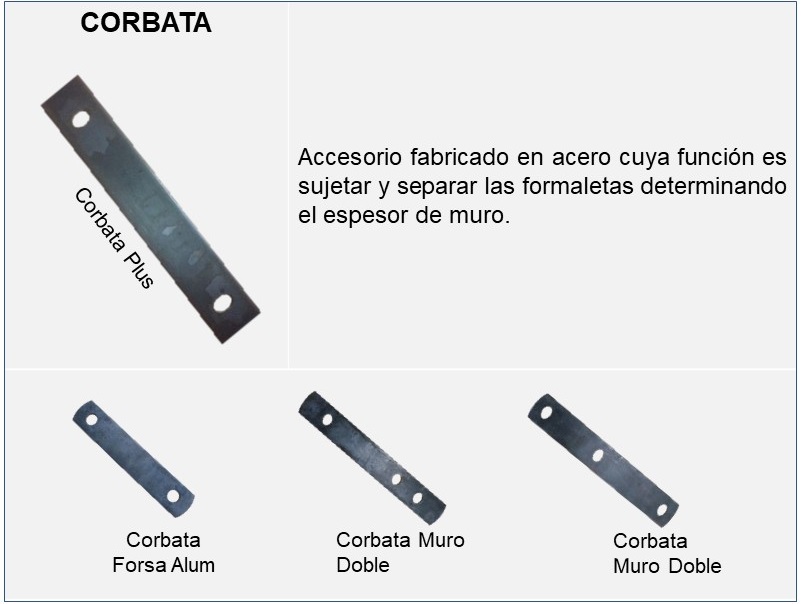 CORBATA
Corbata Plus
Accesorio fabricado en acero cuya función es
sujetar y separar las formaletas determinando
el espesor de muro.
Corbata
Forsa Alum
Corbata Muro
Doble
Corbata
Muro Doble